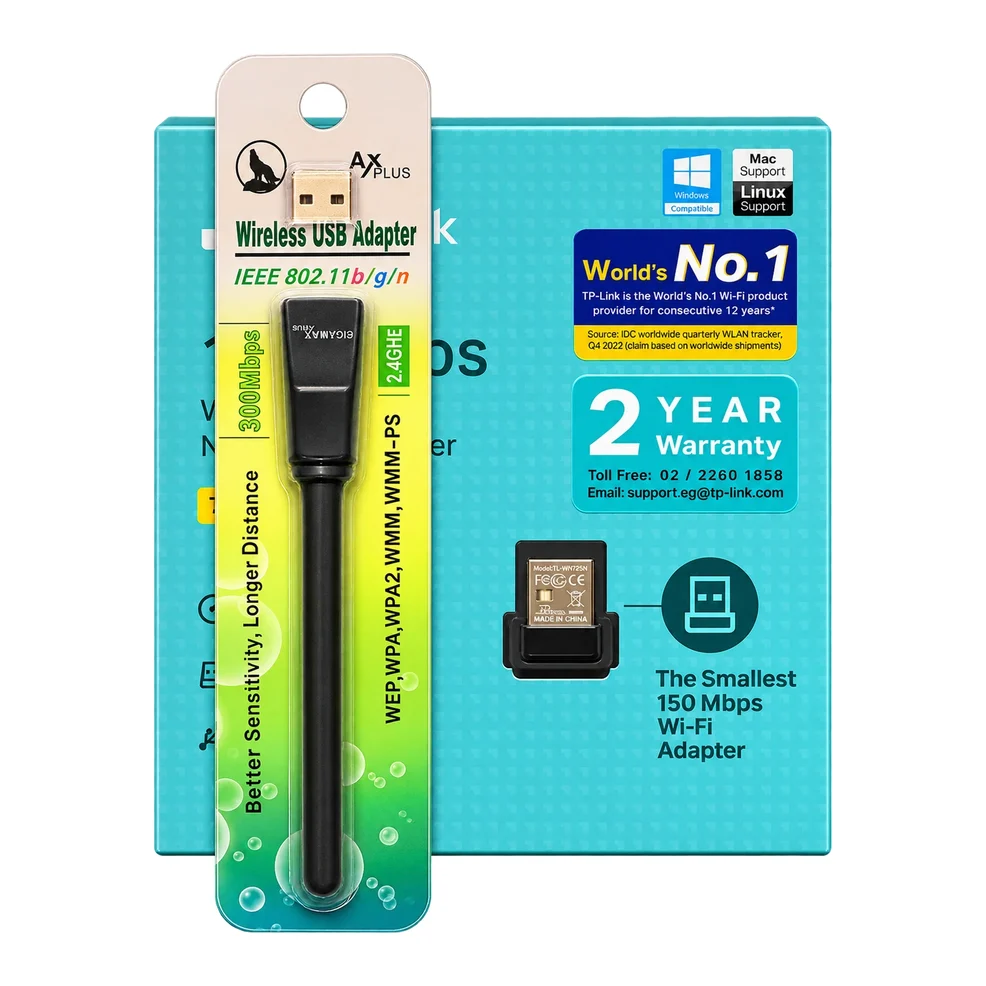 AX
PLUS
Wireless USB Adapter
IEEE 802.11b/g/n
300Mbps
2.4GHE
Better Sensitivity, Longer Distance
WEP,WPA,WPA2,WMM,WMM-PS
Windows
Compatible
Mac
Support
Linux
Support
World's No.1
TP-Link is the World's No.1 Wi-Fi product
provider for consecutive 12 years*
Source: IDC worldwide quarterly WLAN tracker,
Q4 2022 (claim based on worldwide shipments)
2 YEAR
Warranty
Toll Free: 02 / 2260 1858
Email: support.eg@tp-link.com
Model:TL-WN725N
FCC CE
MADE IN CHINA
The Smallest
150 Mbps
Wi-Fi
Adapter